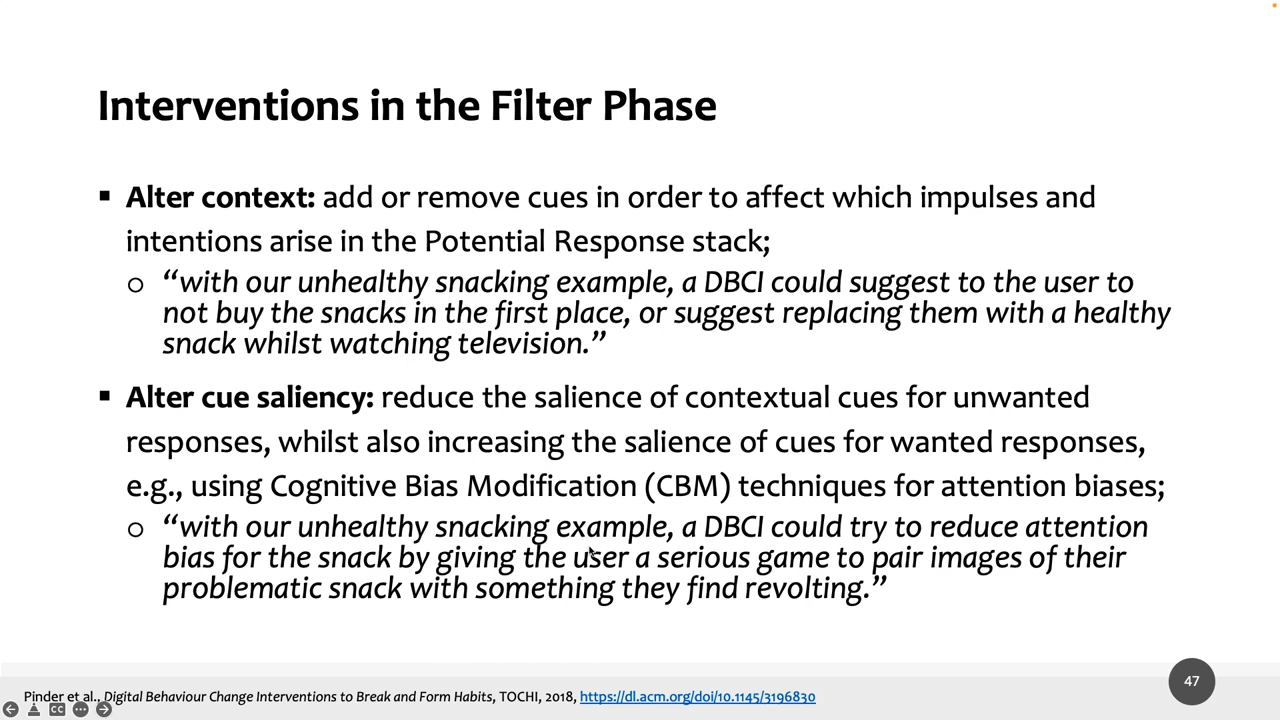 Interventions in the Filter Phase
▪ Alter context: add or remove cues in order to affect which impulses and
intentions arise in the Potential Response stack;
o “with our unhealthy snacking example, a DBCI could suggest to the user to
not buy the snacks in the first place, or suggest replacing them with a healthy
snack whilst watching television.”
▪ Alter cue saliency: reduce the salience of contextual cues for unwanted
responses, whilst also increasing the salience of cues for wanted responses,
e.g., using Cognitive Bias Modification (CBM) techniques for attention biases;
o “with our unhealthy snacking example, a DBCI could try to reduce attention
bias for the snack by giving the user a serious game to pair images of their
problematic snack with something they find revolting.”
47
Pinder et al., Digital Behaviour Change Interventions to Break and Form Habits, TOCHI, 2018, https://dl.acm.org/doi/10.1145/3196830
CC